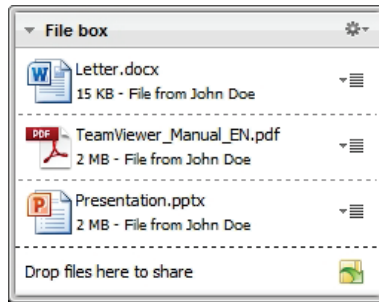 File box
Letter.docx
15 KB - File from John Doe
PDF
TeamViewer_Manual_EN.pdf
2 MB - File from John Doe
Presentation.pptx
2 MB - File from John Doe
Drop files here to share